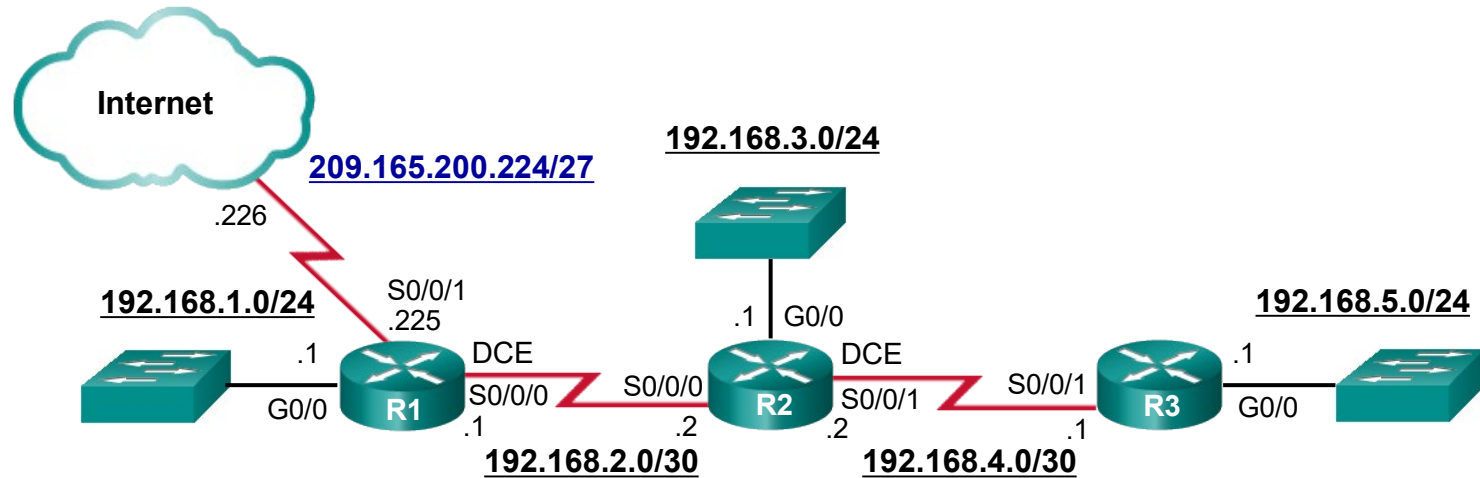 Internet
209.165.200.224/27
.226
192.168.3.0/24
192.168.1.0/24
S0/0/1
.225
.1
G0/0
192.168.5.0/24
.1
G0/0
R1
DCE
S0/0/0
.1
S0/0/0
.2
R2
DCE
S0/0/1
.2
S0/0/1
.1
R3
.1
G0/0
192.168.2.0/30
192.168.4.0/30